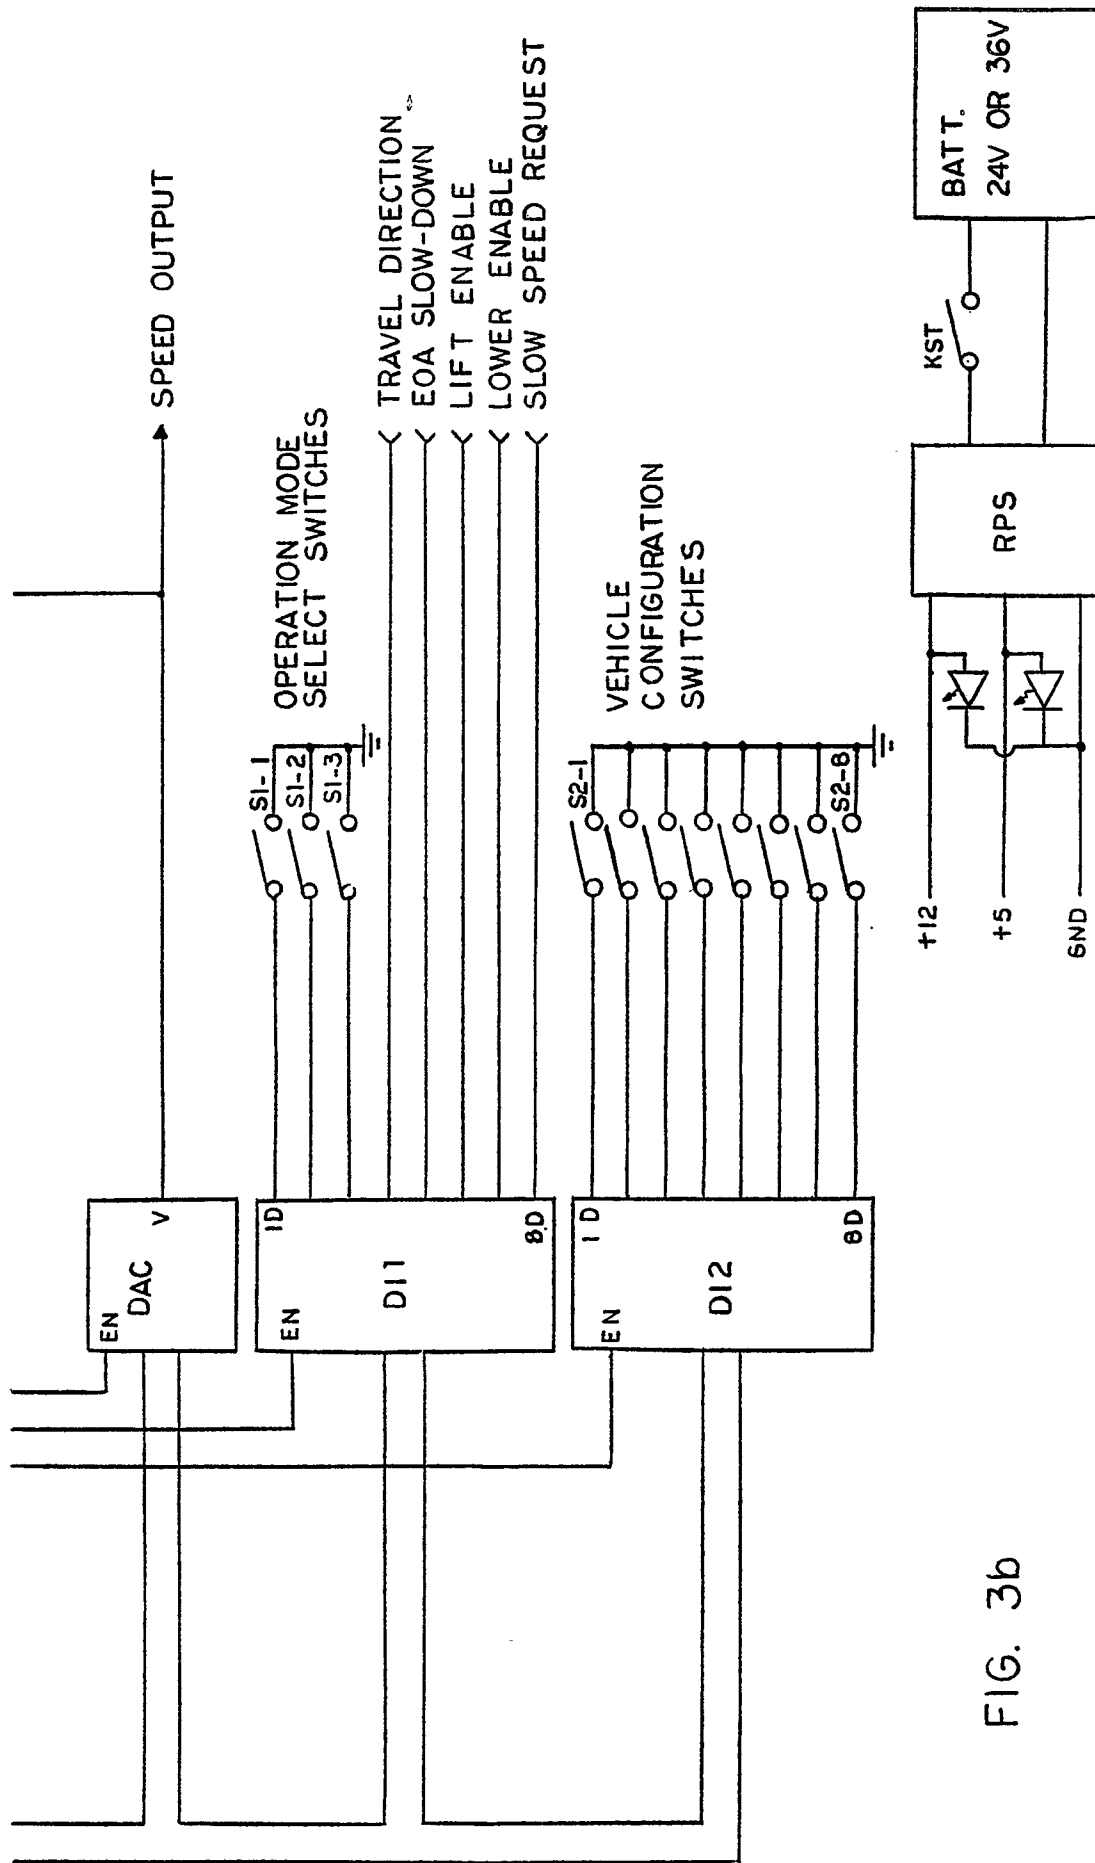 SPEED OUTPUT
DAC
EN
V
OPERATION MODE
SELECT SWITCHES
S1-1
S1-2
S1-3
1D
EN
DI1
8D
TRAVEL DIRECTION
EOA SLOW-DOWN
LIFT ENABLE
LOWER ENABLE
SLOW SPEED REQUEST
VEHICLE
CONFIGURATION
SWITCHES
S2-1
S2-8
1D
EN
DI2
8D
BATT.
24V OR 36V
KST
RPS
+12
+5
GND
FIG. 3b